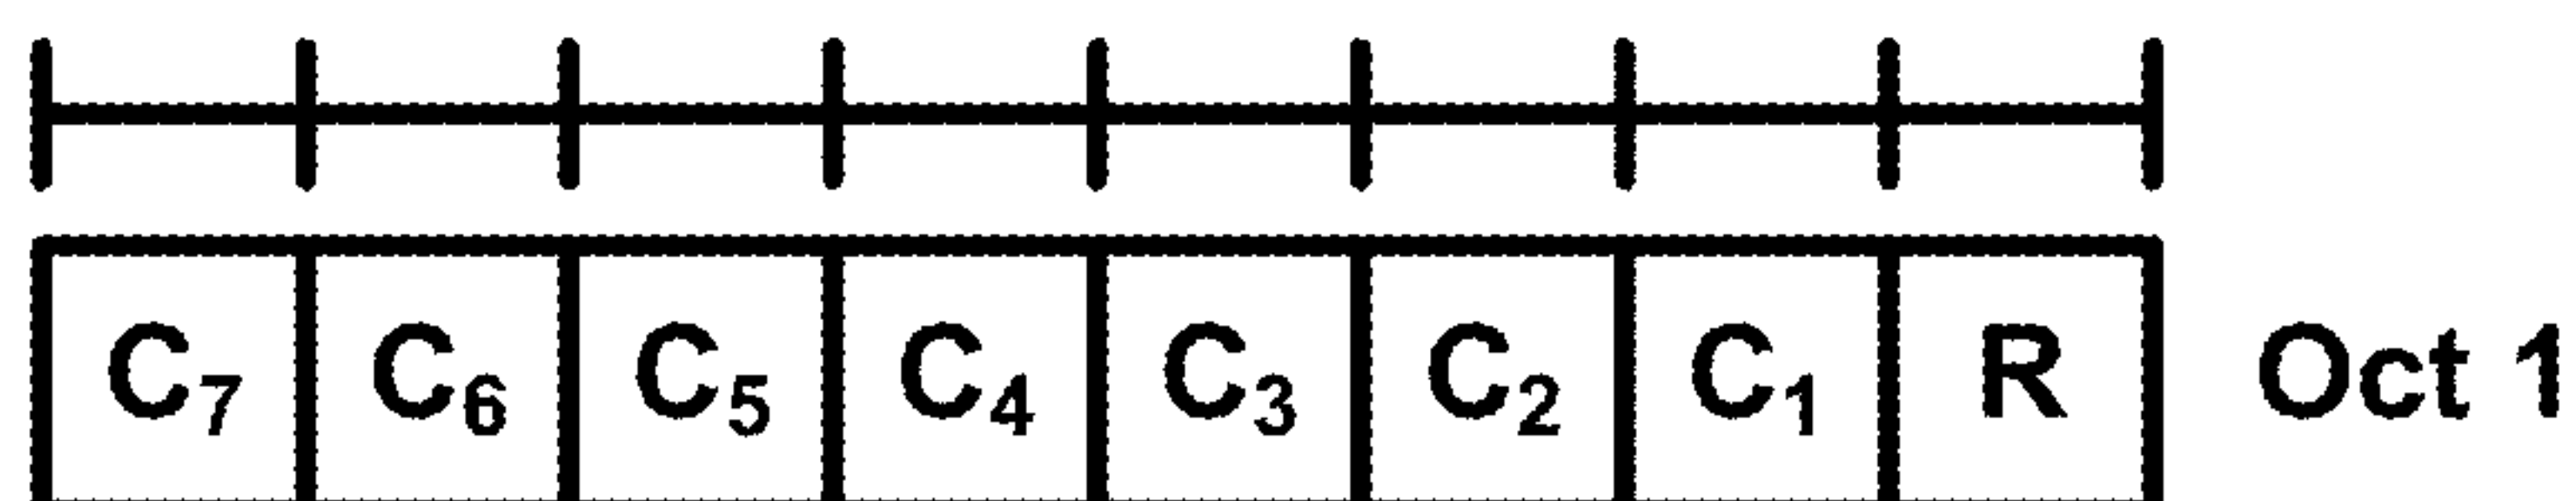 C₇ C₆ C₅ C₄ C₃ C₂ C₁ R Oct 1